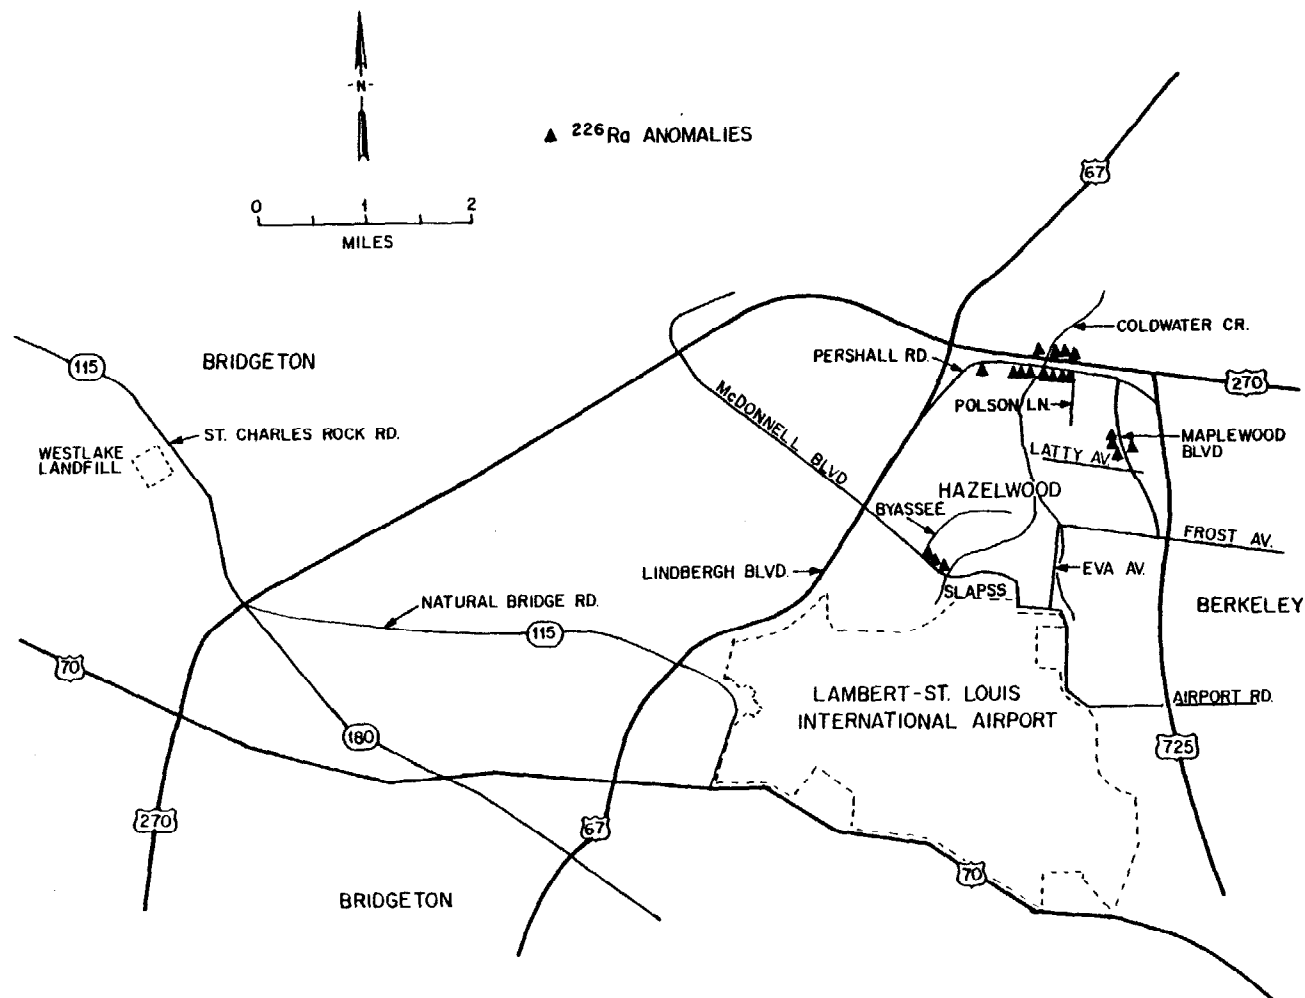 N
226Ra ANOMALIES
0 1 2
MILES
67
COLDWATER CR.
PERSHALL RD.
270
115
BRIDGETON
POLSON LN.
McDONNELL BLVD
ST. CHARLES ROCK RD.
MAPLEWOOD
BLVD
WESTLAKE
LANDFILL
LATTY AV.
HAZELWOOD
BYASSEE
FROST AV.
LINDBERGH BLVD.
EVA AV.
SLAPSS
NATURAL BRIDGE RD.
BERKELEY
115
70
LAMBERT-ST. LOUIS
INTERNATIONAL AIRPORT
AIRPORT RD.
180
725
270
67
70
BRIDGETON